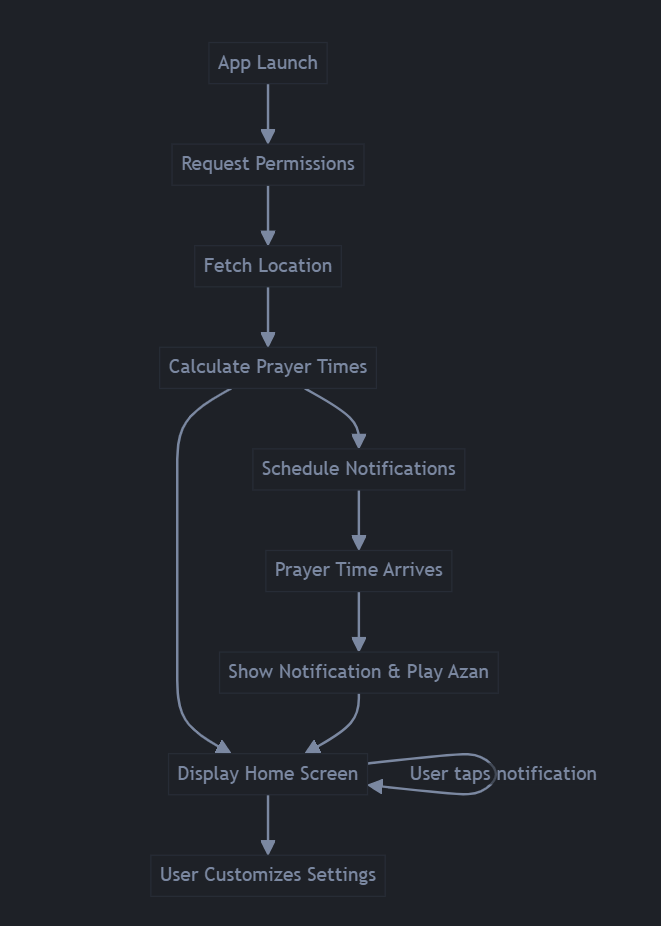 App Launch
Request Permissions
Fetch Location
Calculate Prayer Times
Schedule Notifications
Prayer Time Arrives
Show Notification & Play Azan
Display Home Screen
User taps notification
User Customizes Settings